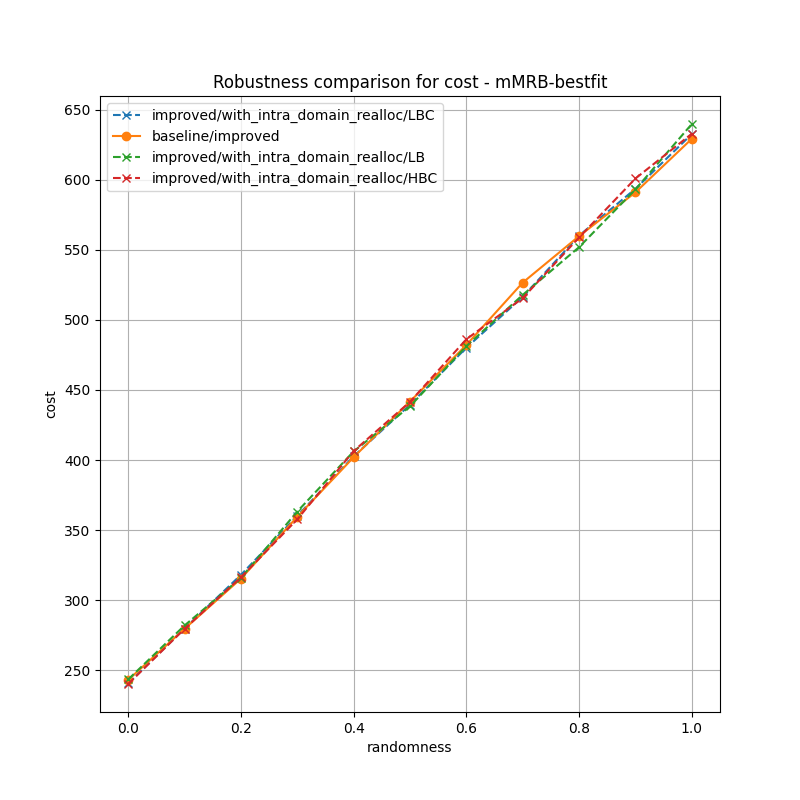 Robustness comparison for cost - mMRB-bestfit
improved/with_intra_domain_realloc/LBC
baseline/improved
improved/with_intra_domain_realloc/LB
improved/with_intra_domain_realloc/HBC
650
600
550
500
450
400
350
300
250
cost
0.0 0.2 0.4 0.6 0.8 1.0
randomness